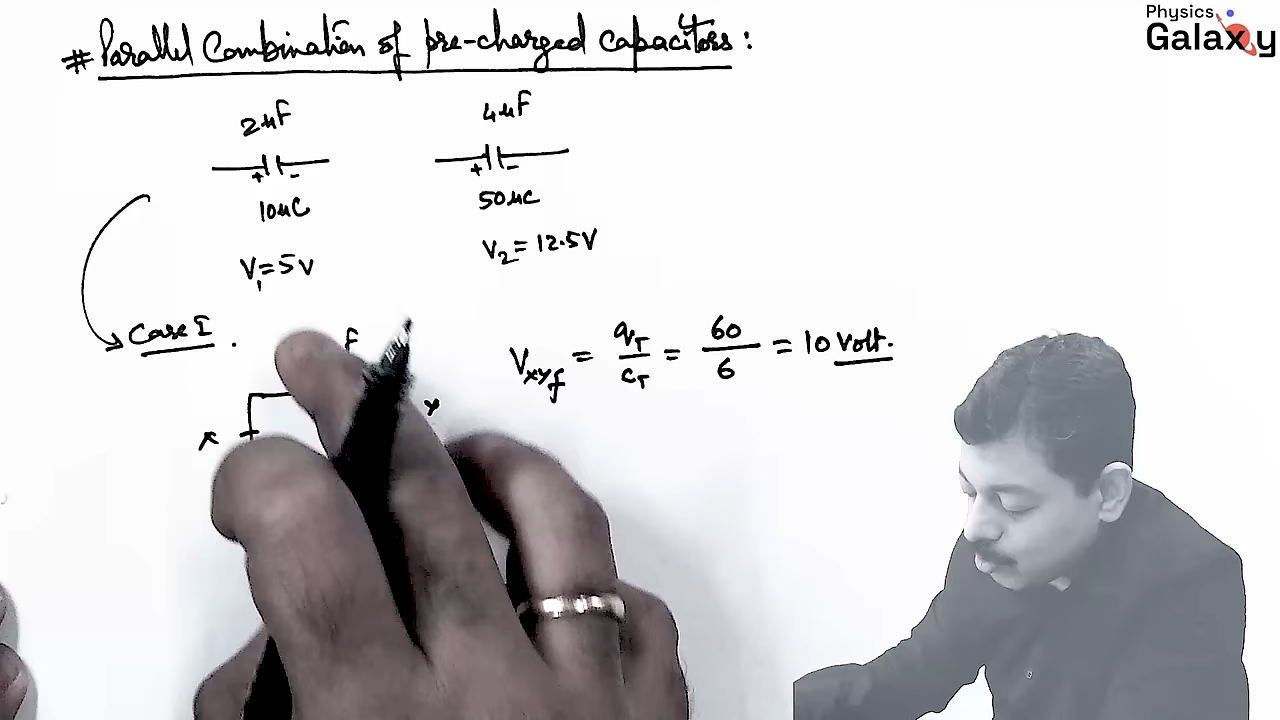 Physics
Galaxy
# Parallel Combination of pre-charged capacitors :
2μF
4μF
+ -
+ -
10μC
50μC
V₁=5V
V₂=12.5V
Case I .
F
x
y
Vxyf = qT/CT = 60/6 = 10 Volt.